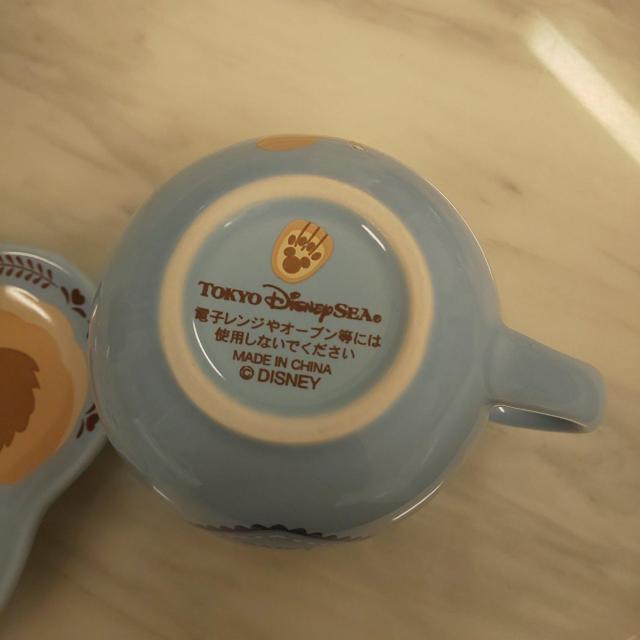 TOKYO DisneySEA®
電子レンジやオーブン等には
使用しないでください
MADE IN CHINA
© DISNEY